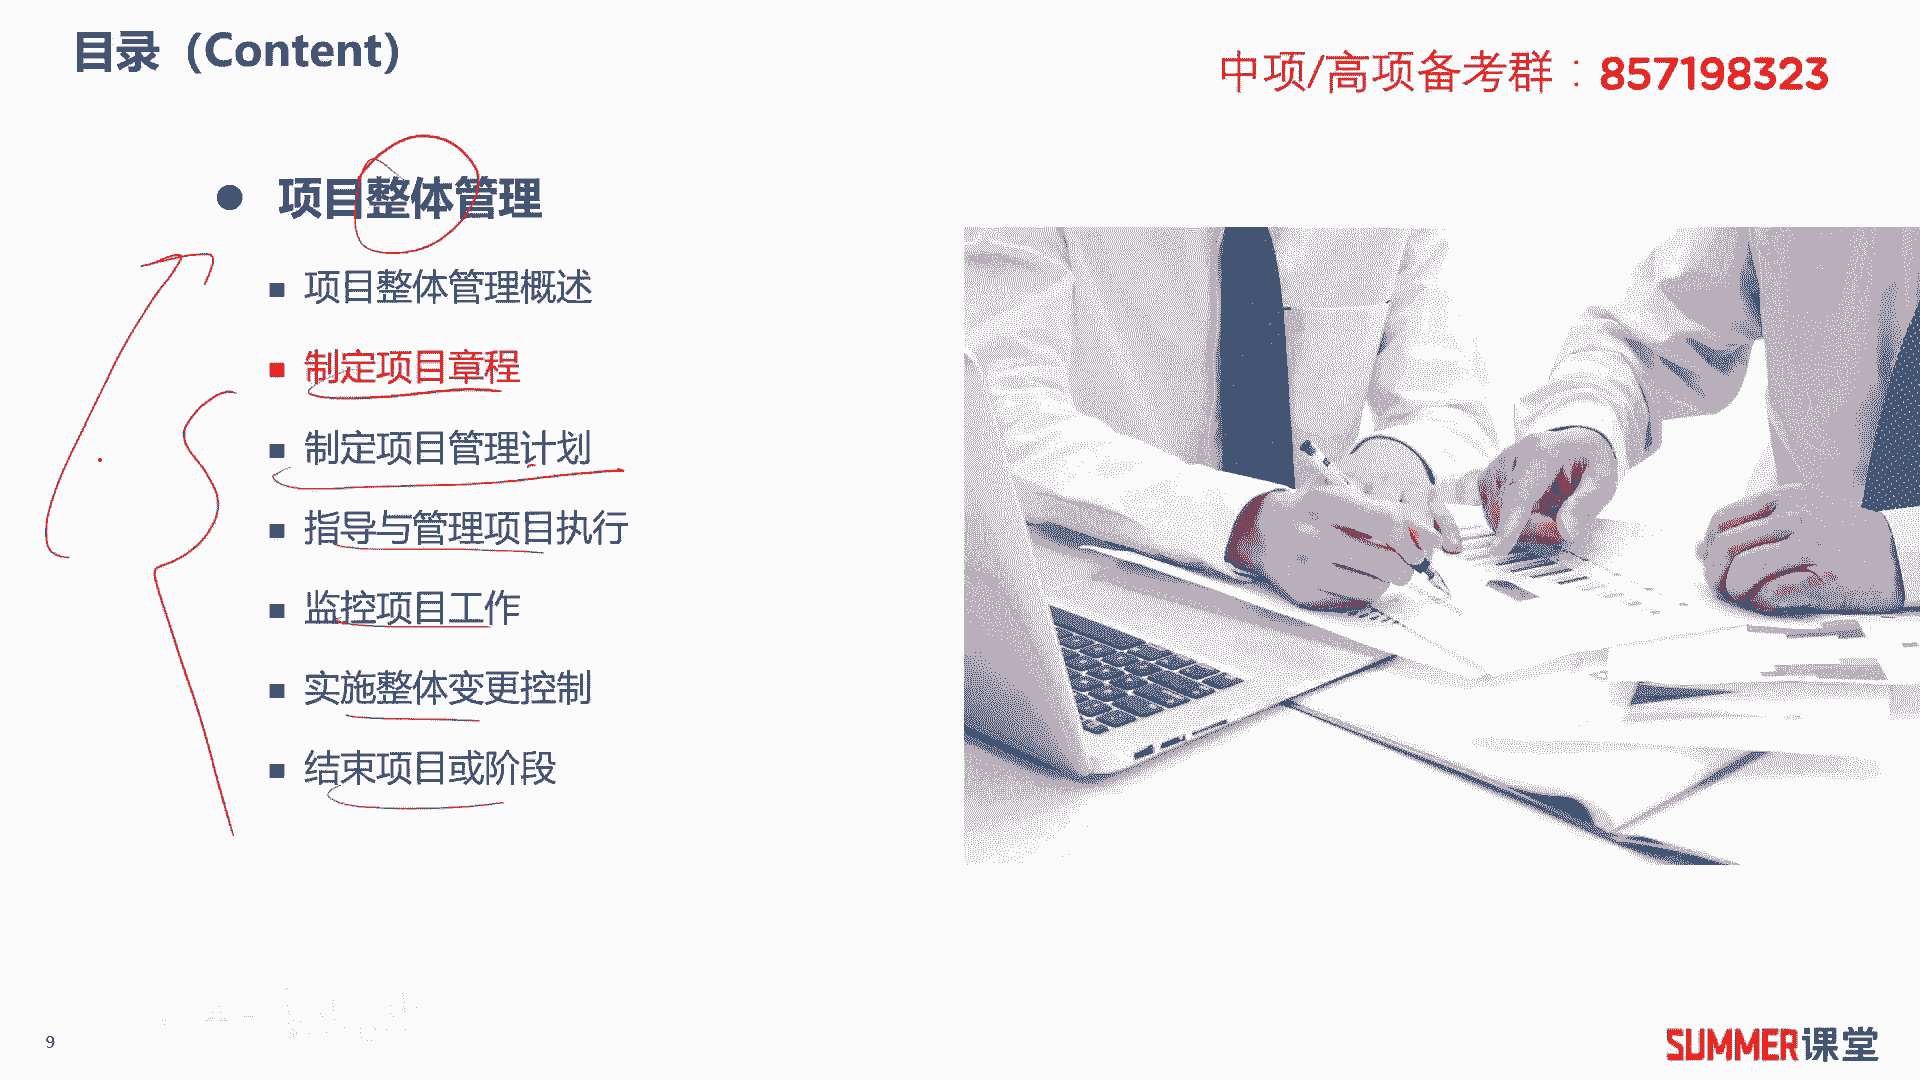 目录（Content）
中项/高项备考群：857198323
项目整体管理
项目整体管理概述
制定项目章程
制定项目管理计划
指导与管理项目执行
监控项目工作
实施整体变更控制
结束项目或阶段
9
SUMMER课堂